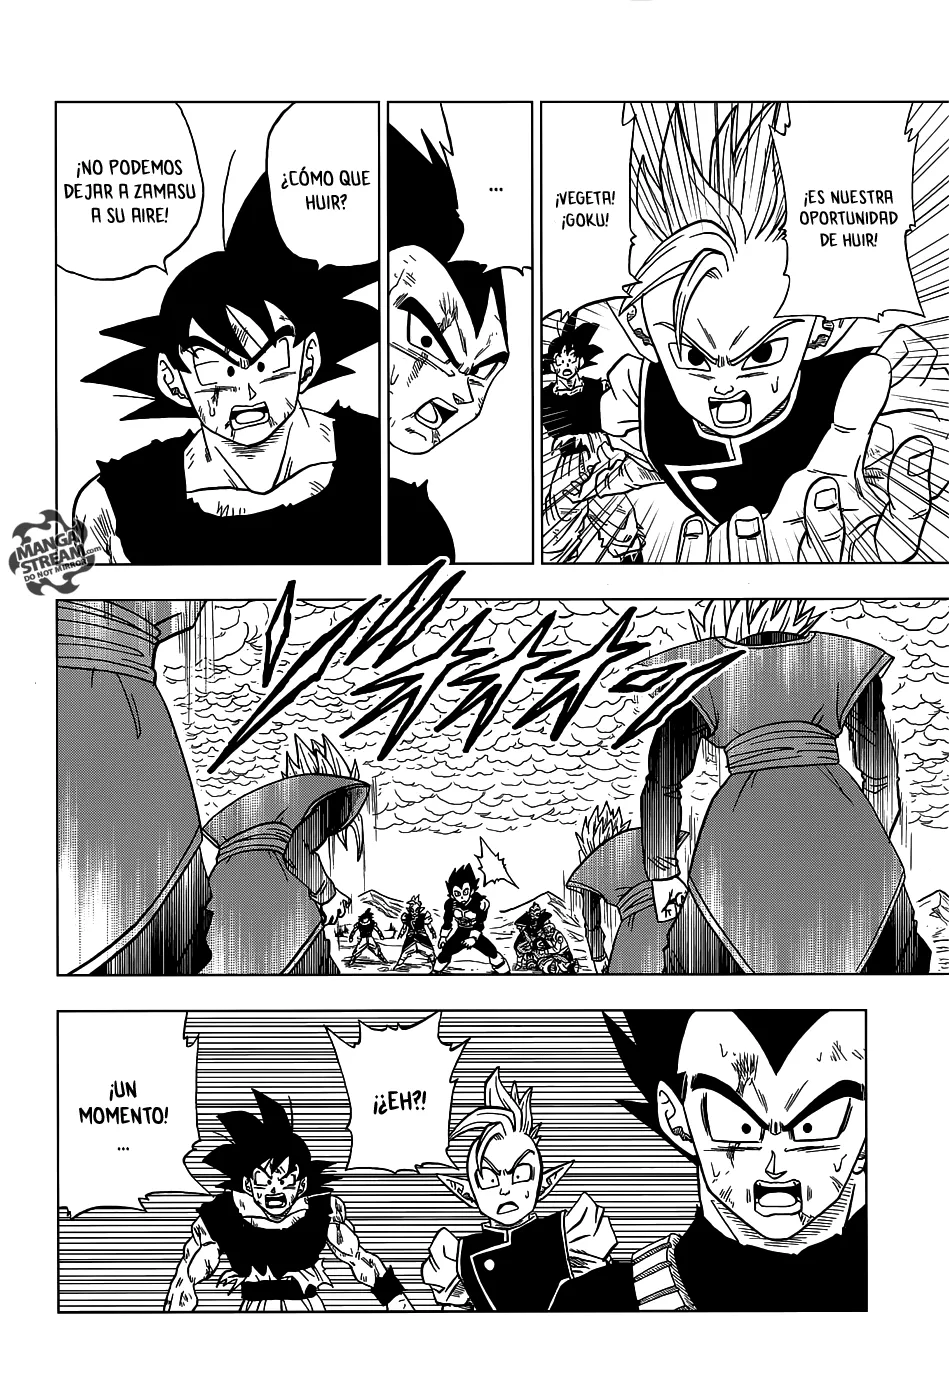 ¡ES NUESTRA
OPORTUNIDAD
DE HUIR!
¡VEGETA!
¡GOKU!
...
¿CÓMO QUE
HUIR?
¡NO PODEMOS
DEJAR A ZAMASU
A SU AIRE!
MANGA
STREAM.com
DO NOT MIRROR
¡¿EH?!
¡UN
MOMENTO!
...